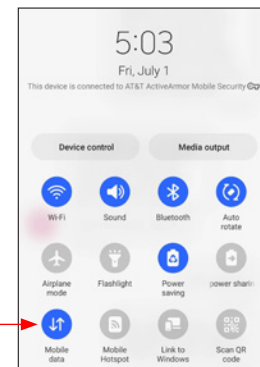 5:03
Fri, July 1
This device is connected to AT&T ActiveArmor Mobile Security
Device control Media output
Wi-Fi Sound Bluetooth Auto rotate
Airplane mode Flashlight Power saving power sharin
Mobile data Mobile Hotspot Link to Windows Scan QR code